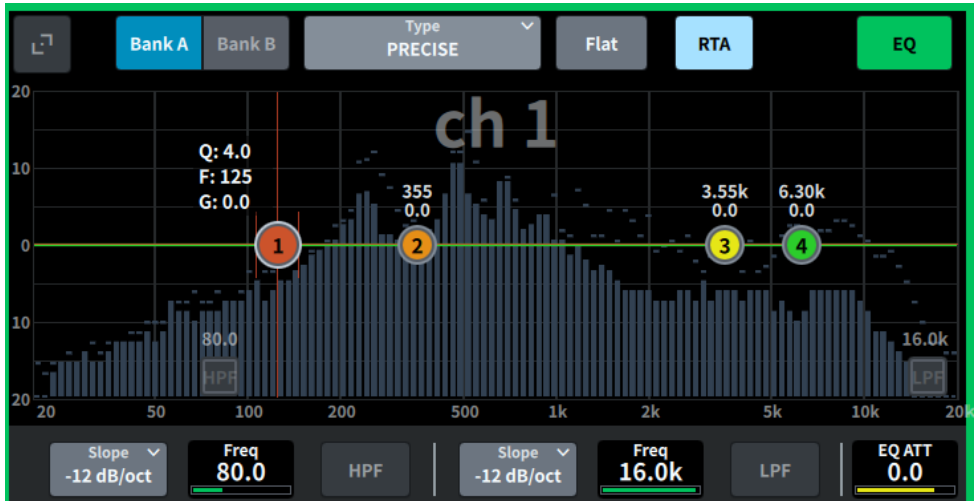 Bank A
Bank B
Type
PRECISE
Flat
RTA
EQ
20
ch 1
Q: 4.0
F: 125
G: 0.0
10
355
0.0
3.55k
0.0
6.30k
0.0
0
1
2
3
4
10
80.0
HPF
16.0k
LPF
20
20
50
100
200
500
1k
2k
5k
10k
20k
Slope
-12 dB/oct
Freq
80.0
HPF
Slope
-12 dB/oct
Freq
16.0k
LPF
EQ ATT
0.0